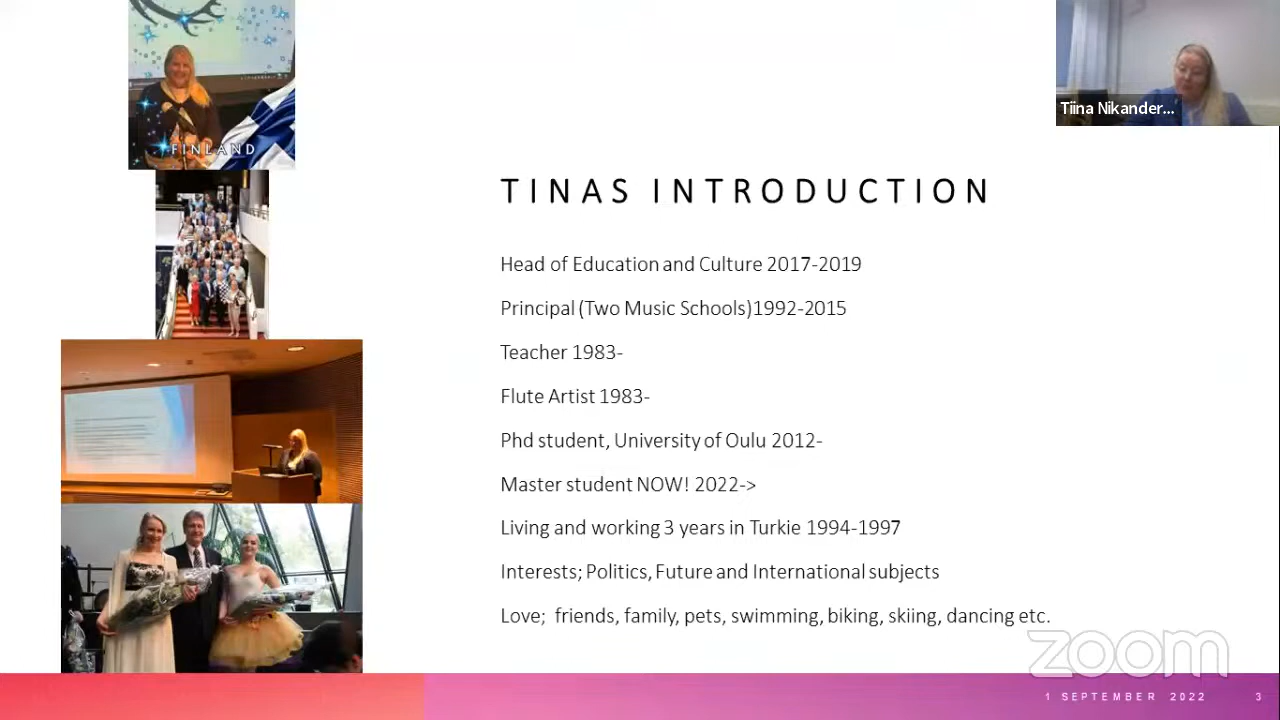 FINLAND
Tiina Nikander...
TINAS INTRODUCTION
Head of Education and Culture 2017-2019
Principal (Two Music Schools)1992-2015
Teacher 1983-
Flute Artist 1983-
Phd student, University of Oulu 2012-
Master student NOW! 2022->
Living and working 3 years in Turkie 1994-1997
Interests; Politics, Future and International subjects
Love;  friends, family, pets, swimming, biking, skiing, dancing etc.
zoom
1 SEPTEMBER 2022
3